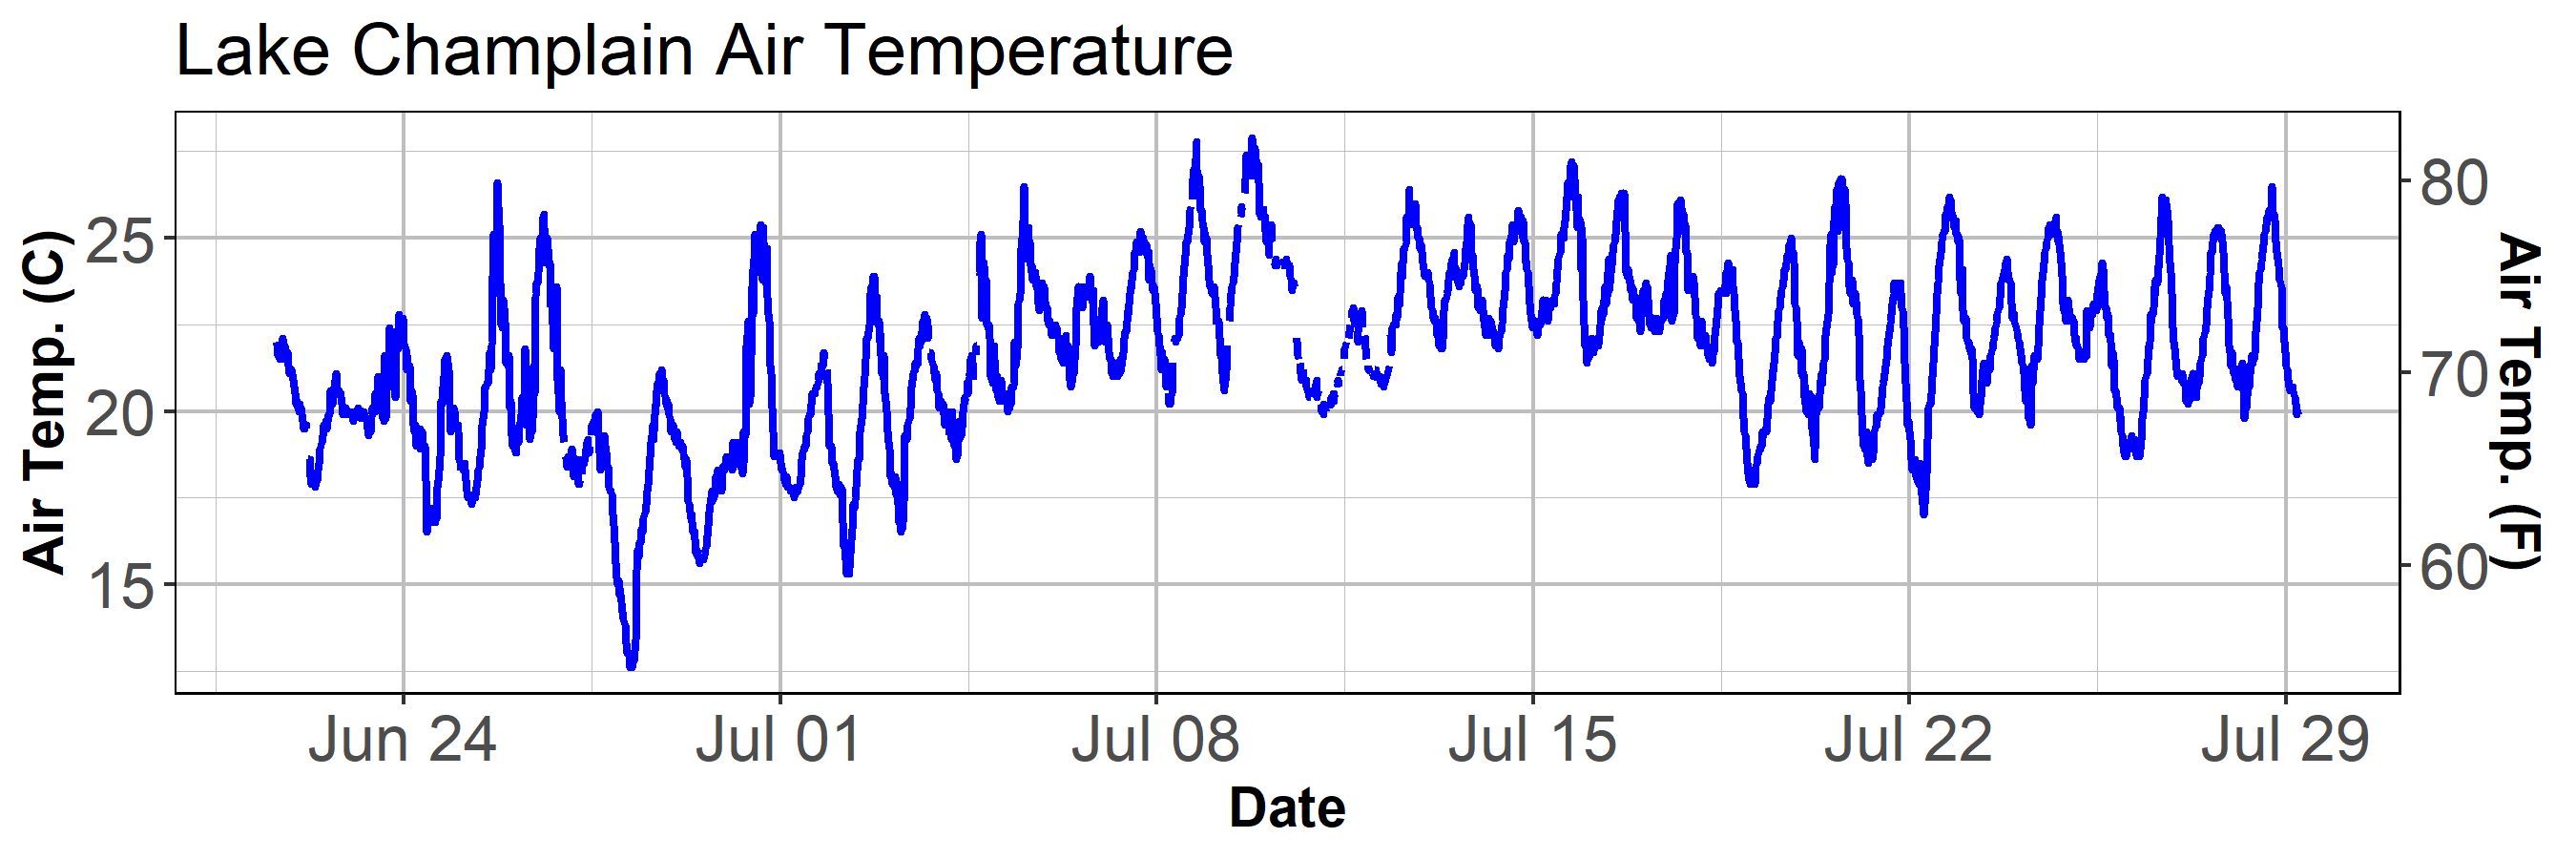 Lake Champlain Air Temperature
Air Temp. (C)
25
20
15
80
70
60
Air Temp. (F)
Jun 24
Jul 01
Jul 08
Jul 15
Jul 22
Jul 29
Date